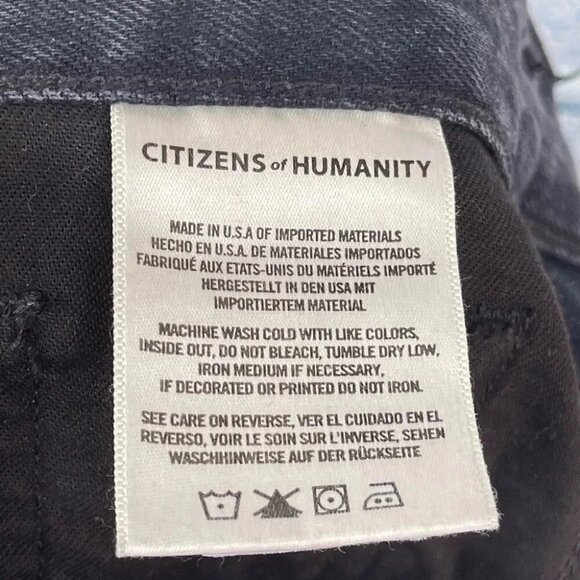 CITIZENS of HUMANITY
MADE IN U.S.A OF IMPORTED MATERIALS
HECHO EN U.S.A. DE MATERIALES IMPORTADOS
FABRIQUÉ AUX ETATS-UNIS DU MATÉRIELS IMPORTÉ
HERGESTELLT IN DEN USA MIT
IMPORTIERTEM MATERIAL
MACHINE WASH COLD WITH LIKE COLORS,
INSIDE OUT, DO NOT BLEACH, TUMBLE DRY LOW.
IRON MEDIUM IF NECESSARY,
IF DECORATED OR PRINTED DO NOT IRON.
SEE CARE ON REVERSE, VER EL CUIDADO EN EL
REVERSO, VOIR LE SOIN SUR L'INVERSE, SEHEN
WASCHHINWEISE AUF DER RÜCKSEITE